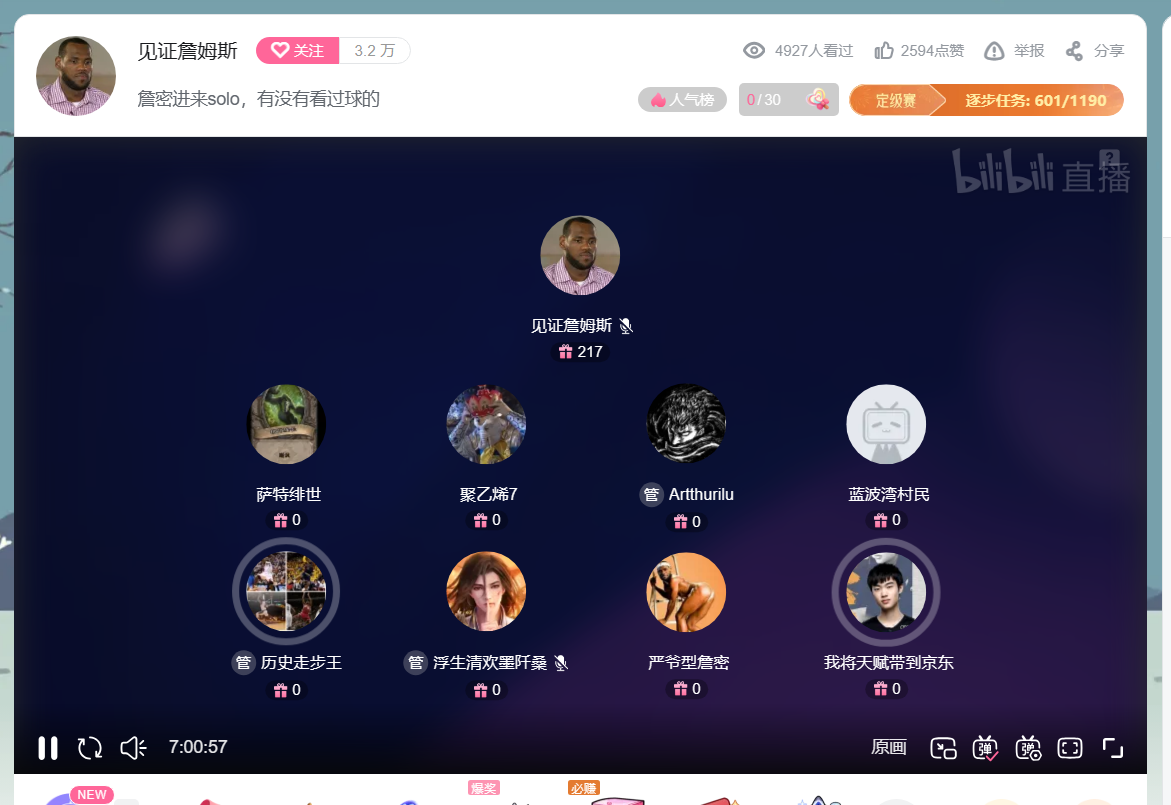 见证詹姆斯 关注 3.2 万 4927人看过 2594点赞 举报 分享
詹密进来solo，有没有看过球的 人气榜 0/30 定级赛 逐步任务: 601/1190
bilibili 直播 ?
见证詹姆斯
217
萨特绯世 聚乙烯7 管 Artthurilu 蓝波湾村民
0 0 0 0
管 历史走步王 管 浮生清欢墨阡桑 严爷型詹密 我将天赋带到京东
0 0 0 0
7:00:57 原画 弹 弹
NEW 爆奖 必赚